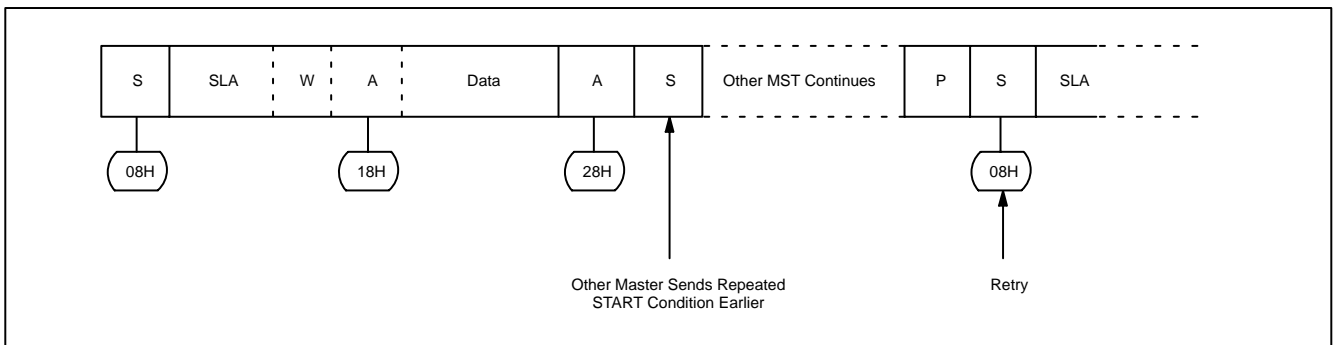 S SLA W A Data A S Other MST Continues P S SLA
08H 18H 28H 08H
Other Master Sends Repeated
START Condition Earlier
Retry